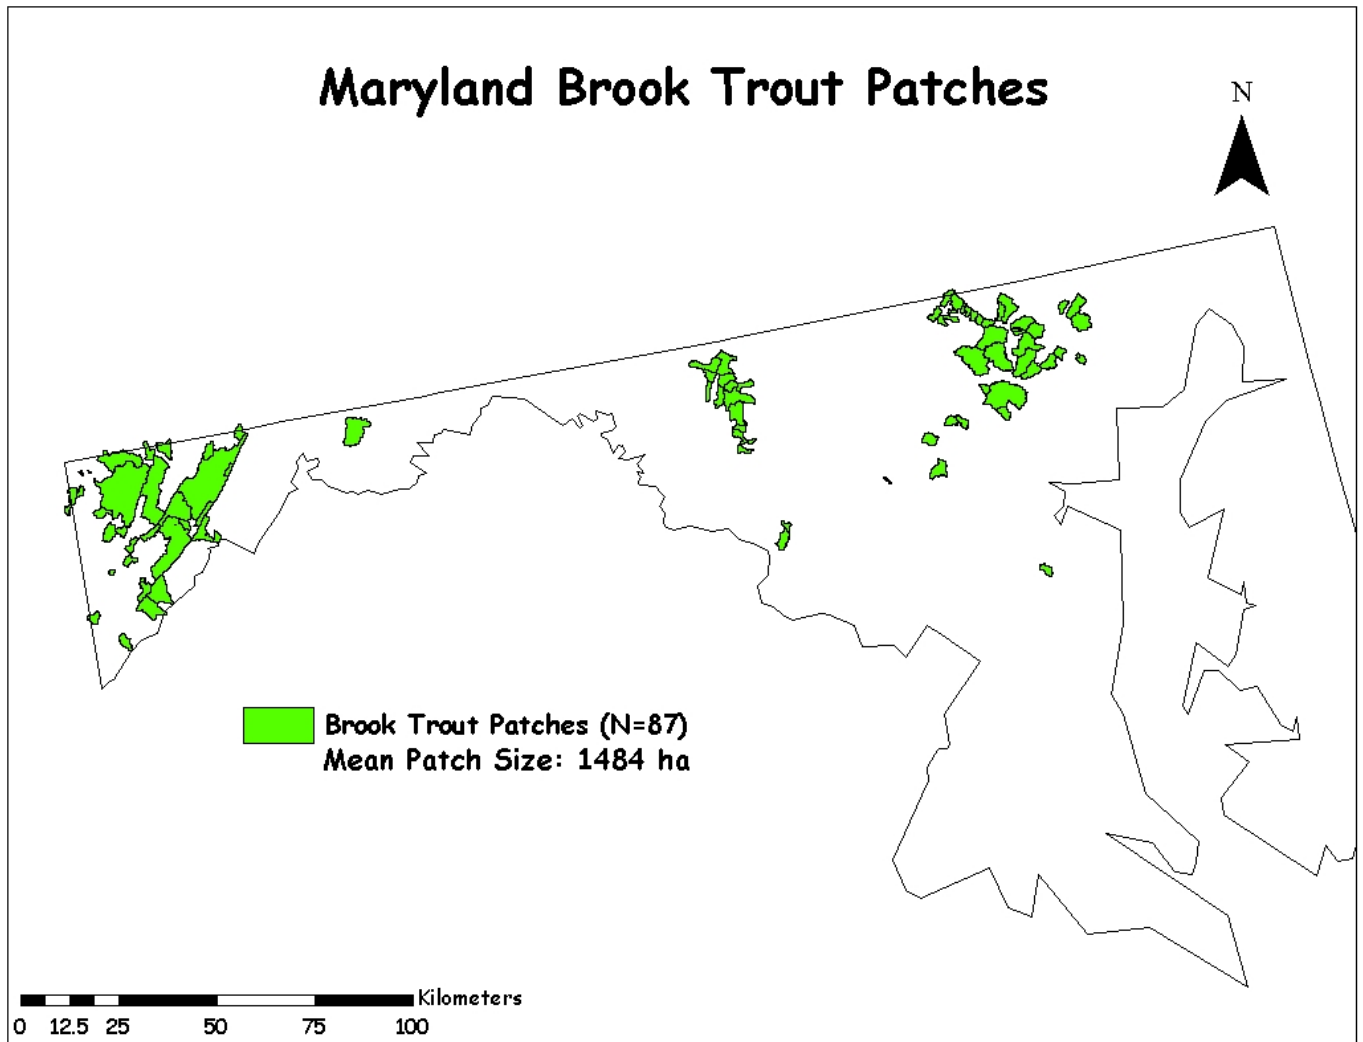 Maryland Brook Trout Patches
N
Brook Trout Patches (N=87)
Mean Patch Size: 1484 ha
Kilometers
0 12.5 25 50 75 100